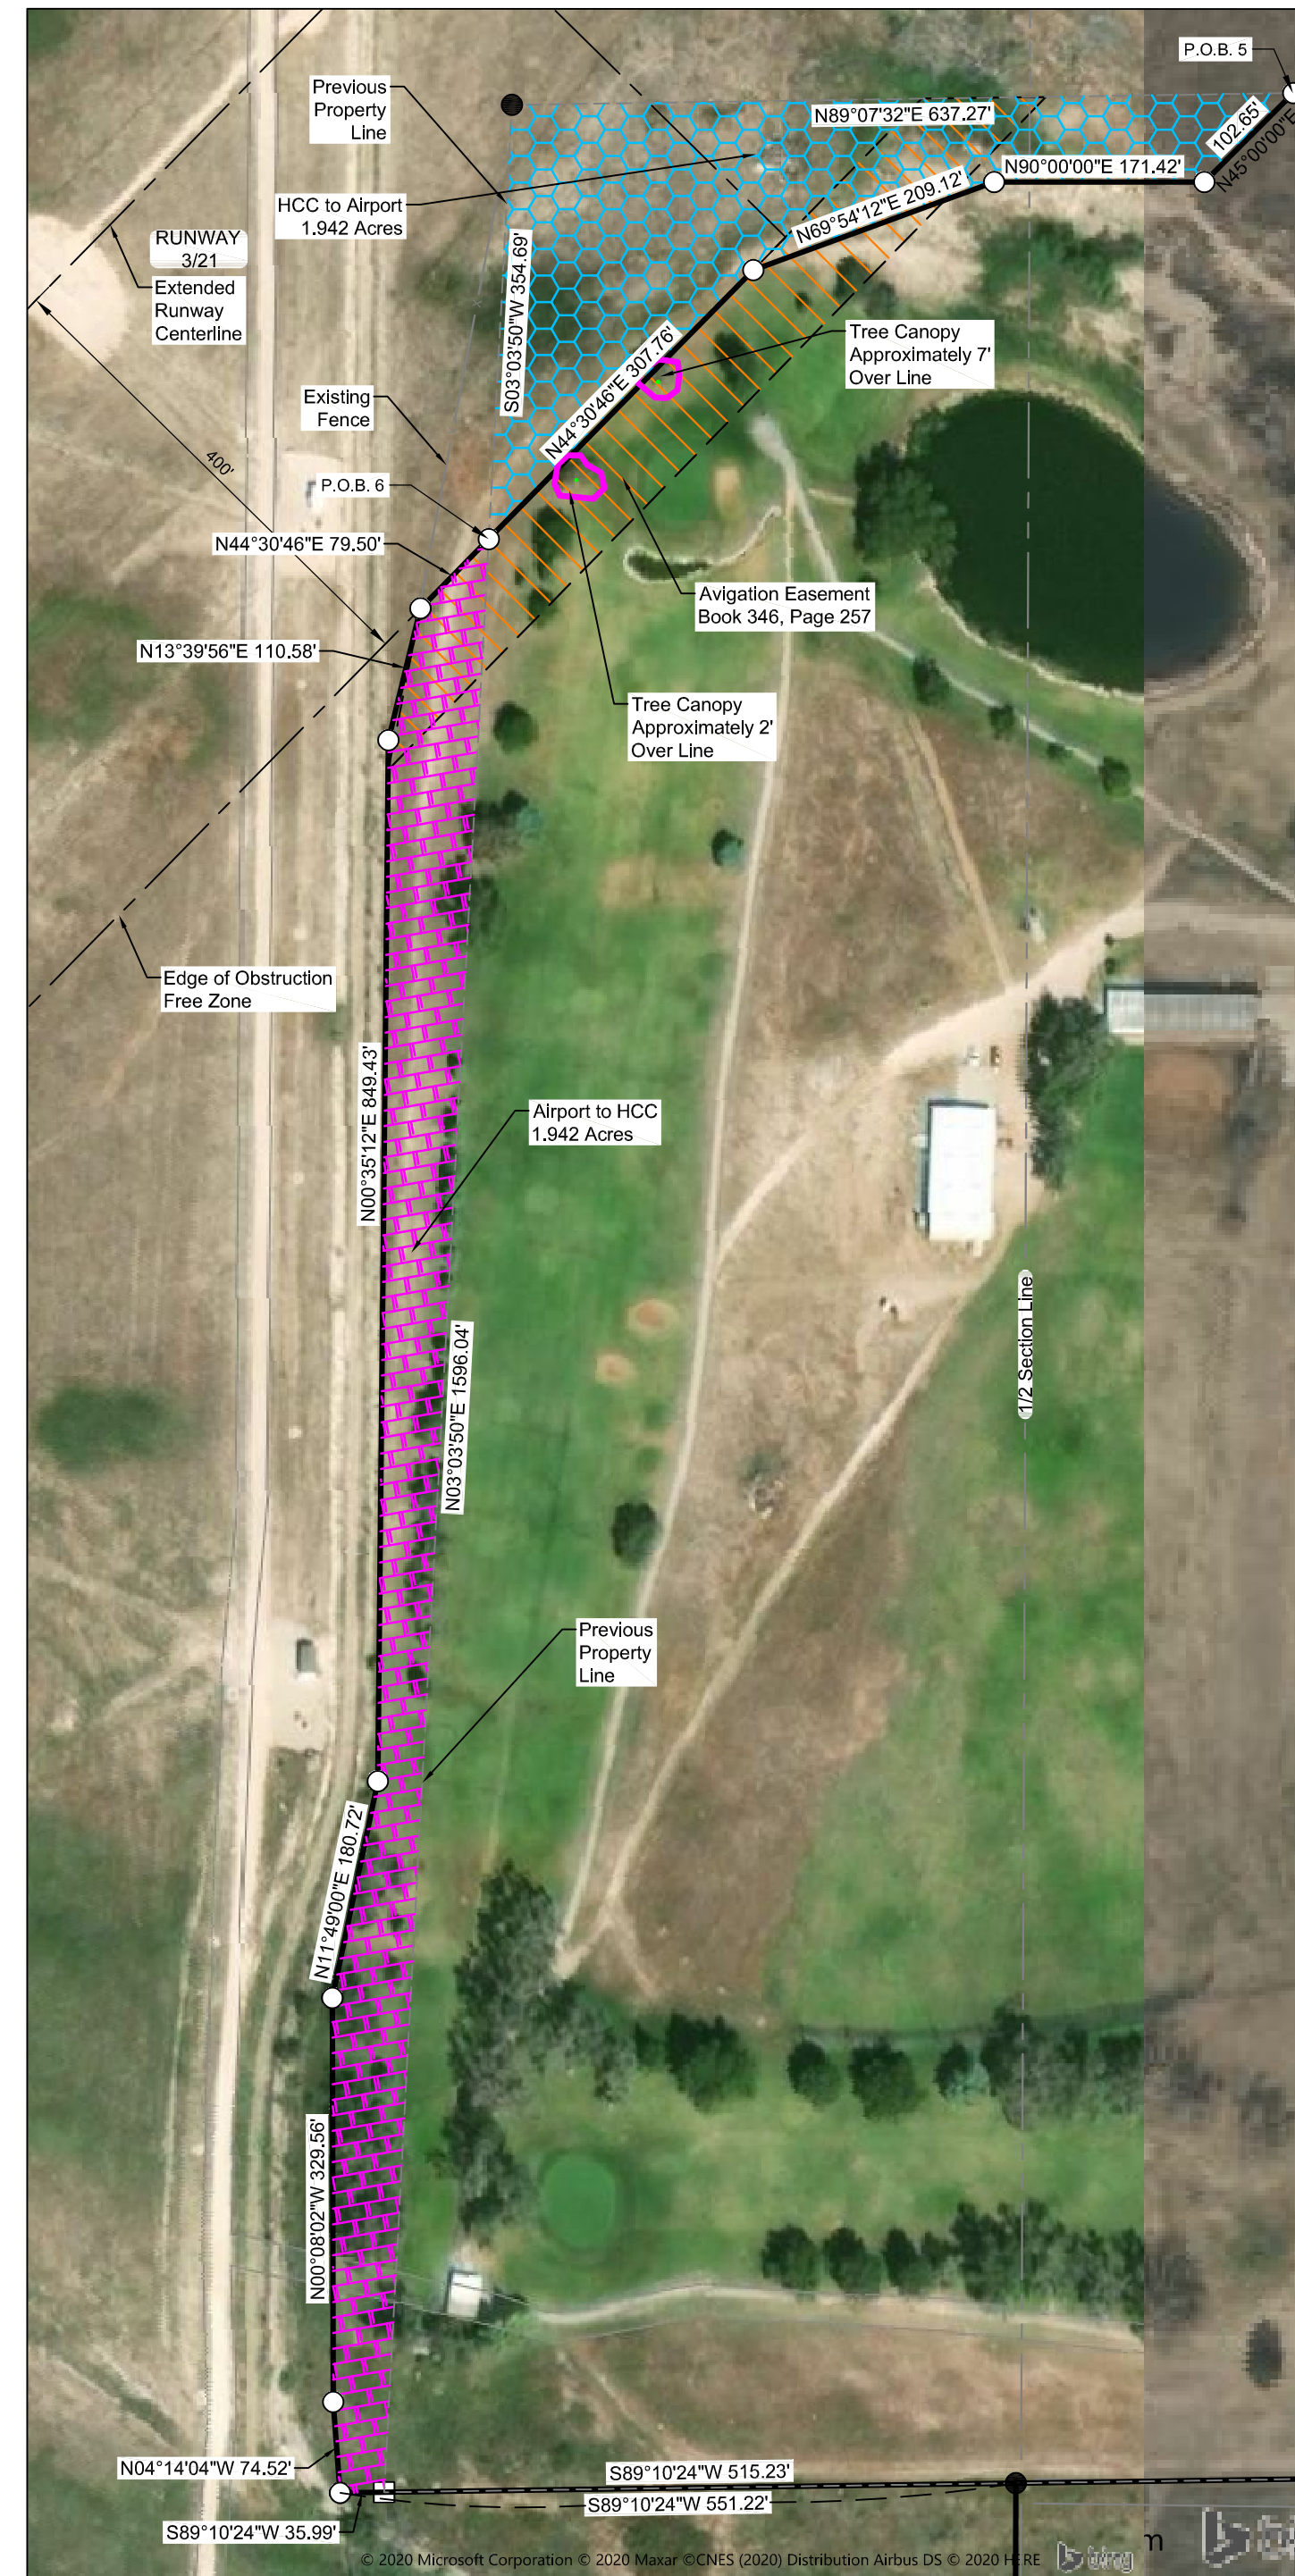 P.O.B. 5
Previous
Property
Line
N89°07'32"E 637.27'
102.65'
N45°00'00"E
N90°00'00"E 171.42'
HCC to Airport
1.942 Acres
N69°54'12"E 209.12'
RUNWAY
3/21
Extended
Runway
Centerline
S03°03'50"W 354.69'
Tree Canopy
Approximately 7'
Over Line
N44°30'46"E 307.76'
Existing
Fence
400'
P.O.B. 6
N44°30'46"E 79.50'
Avigation Easement
Book 346, Page 257
N13°39'56"E 110.58'
Tree Canopy
Approximately 2'
Over Line
Edge of Obstruction
Free Zone
N00°35'12"E 849.43'
Airport to HCC
1.942 Acres
1/2 Section Line
N03°03'50"E 1596.04'
Previous
Property
Line
N11°49'00"E 180.72'
N00°08'02"W 329.56'
N04°14'04"W 74.52'
S89°10'24"W 515.23'
S89°10'24"W 551.22'
S89°10'24"W 35.99'
© 2020 Microsoft Corporation © 2020 Maxar ©CNES (2020) Distribution Airbus DS © 2020 HERE
bing
m